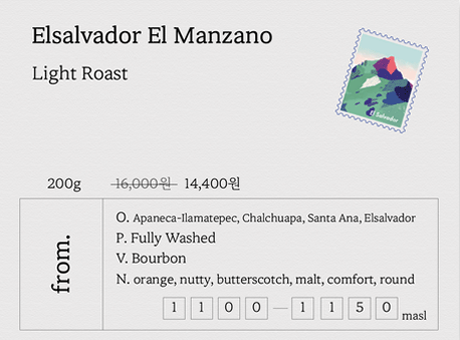 Elsalvador El Manzano
Light Roast
El Salvador
200g 16,000원 14,400원
from.
O. Apaneca-Ilamatepec, Chalchuapa, Santa Ana, Elsalvador
P. Fully Washed
V. Bourbon
N. orange, nutty, butterscotch, malt, comfort, round
1 1 0 0 — 1 1 5 0 masl